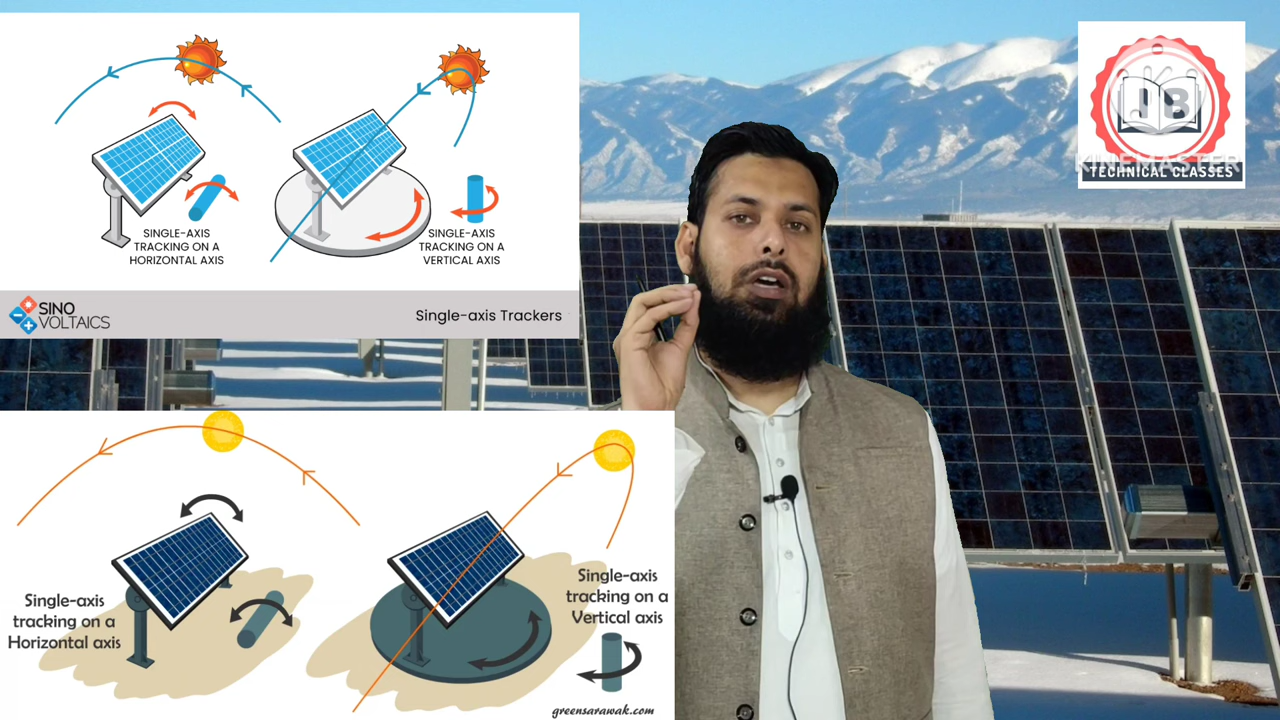 SINGLE-AXIS
TRACKING ON A
HORIZONTAL AXIS
SINGLE-AXIS
TRACKING ON A
VERTICAL AXIS
SINO
VOLTAICS
Single-axis Trackers
J B
KINEMASTER
TECHNICAL CLASSES
Single-axis
tracking on a
Horizontal axis
Single-axis
tracking on a
Vertical axis
greensarawak.com